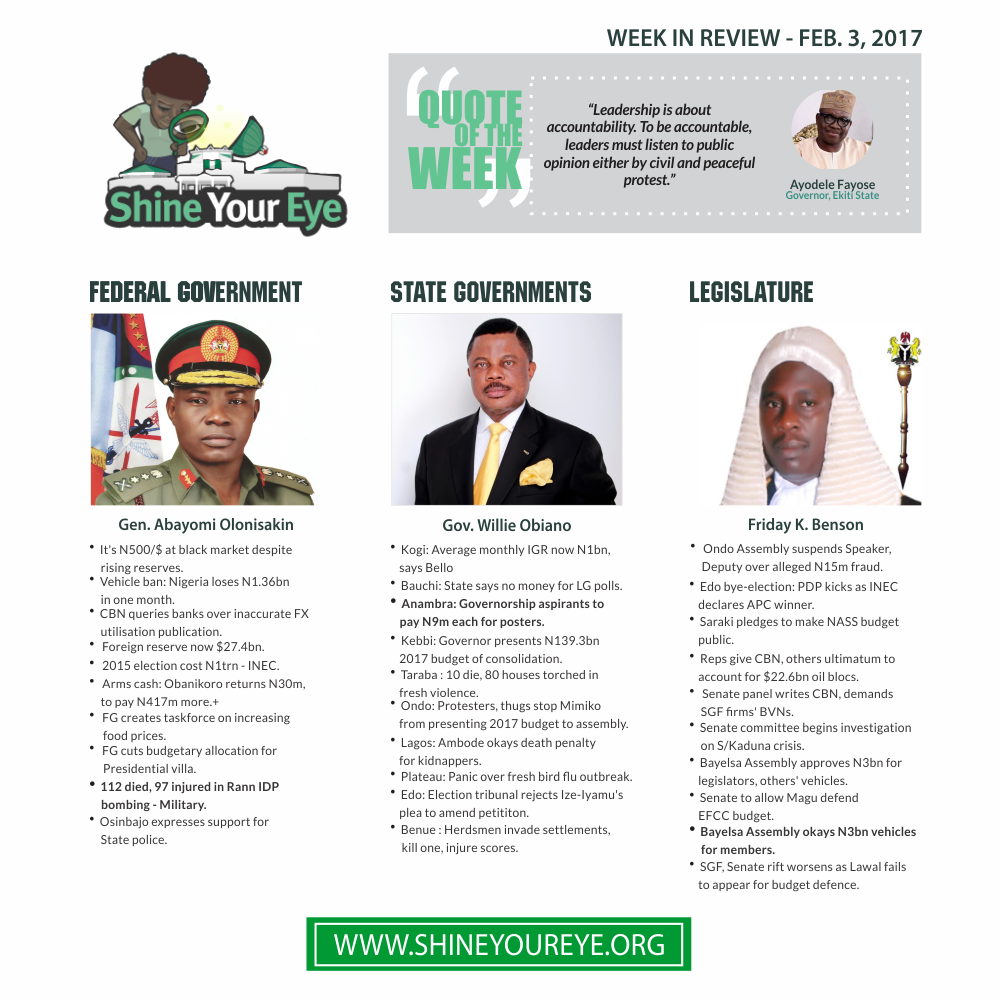 WEEK IN REVIEW - FEB. 3, 2017
Shine Your Eye
QUOTE
OF THE
WEEK
“Leadership is about
accountability. To be accountable,
leaders must listen to public
opinion either by civil and peaceful
protest.”
Ayodele Fayose
Governor, Ekiti State
FEDERAL GOVERNMENT
Gen. Abayomi Olonisakin
• It's N500/$ at black market despite
rising reserves.
• Vehicle ban: Nigeria loses N1.36bn
in one month.
• CBN queries banks over inaccurate FX
utilisation publication.
• Foreign reserve now $27.4bn.
• 2015 election cost N1trn - INEC.
• Arms cash: Obanikoro returns N30m,
to pay N417m more.+
• FG creates taskforce on increasing
food prices.
• FG cuts budgetary allocation for
Presidential villa.
• 112 died, 97 injured in Rann IDP
bombing - Military.
• Osinbajo expresses support for
State police.
STATE GOVERNMENTS
Gov. Willie Obiano
• Kogi: Average monthly IGR now N1bn,
says Bello
• Bauchi: State says no money for LG polls.
• Anambra: Governorship aspirants to
pay N9m each for posters.
• Kebbi: Governor presents N139.3bn
2017 budget of consolidation.
• Taraba : 10 die, 80 houses torched in
fresh violence.
• Ondo: Protesters, thugs stop Mimiko
from presenting 2017 budget to assembly.
• Lagos: Ambode okays death penalty
for kidnappers.
• Plateau: Panic over fresh bird flu outbreak.
• Edo: Election tribunal rejects Ize-Iyamu's
plea to amend petititon.
• Benue : Herdsmen invade settlements,
kill one, injure scores.
LEGISLATURE
Friday K. Benson
• Ondo Assembly suspends Speaker,
Deputy over alleged N15m fraud.
• Edo bye-election: PDP kicks as INEC
declares APC winner.
• Saraki pledges to make NASS budget
public.
• Reps give CBN, others ultimatum to
account for $22.6bn oil blocs.
• Senate panel writes CBN, demands
SGF firms' BVNs.
• Senate committee begins investigation
on S/Kaduna crisis.
• Bayelsa Assembly approves N3bn for
legislators, others' vehicles.
• Senate to allow Magu defend
EFCC budget.
• Bayelsa Assembly okays N3bn vehicles
for members.
• SGF, Senate rift worsens as Lawal fails
to appear for budget defence.
WWW.SHINEYOUREYE.ORG